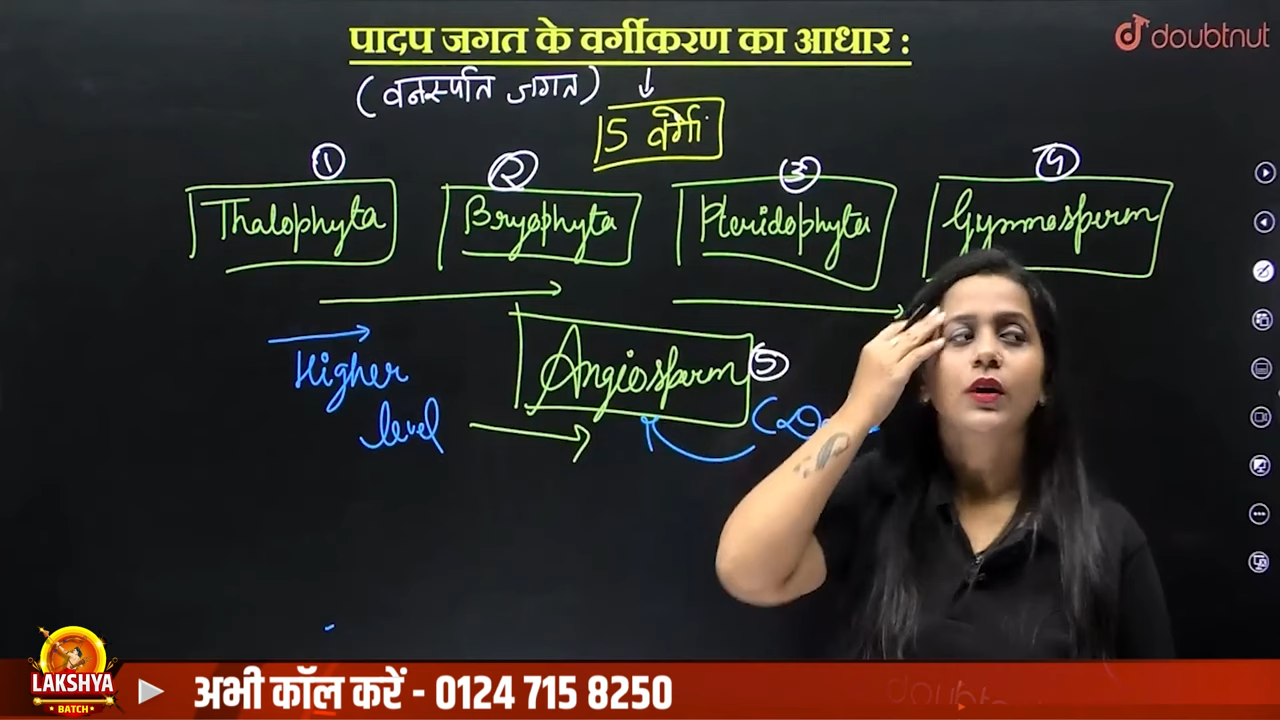 पादप जगत के वर्गीकरण का आधार :
doubtnut
(वनस्पति जगत)
5 वर्गों
1 2 3 4
Thalophyta Bryophyta Pteridophyta Gymnosperm
Angiosperm 5
Higher
level
LAKSHYA
BATCH
अभी कॉल करें - 0124 715 8250